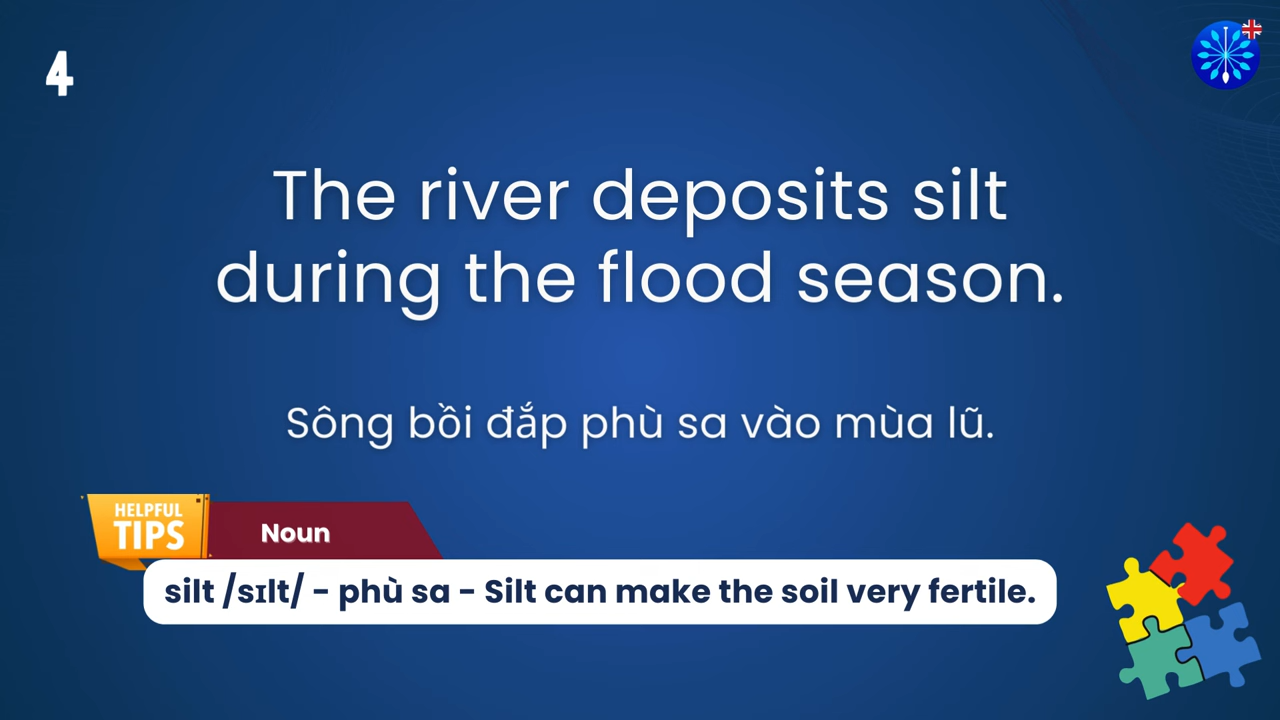 4
The river deposits silt
during the flood season.
Sông bồi đắp phù sa vào mùa lũ.
HELPFUL
TIPS
Noun
silt /sɪlt/ - phù sa - Silt can make the soil very fertile.